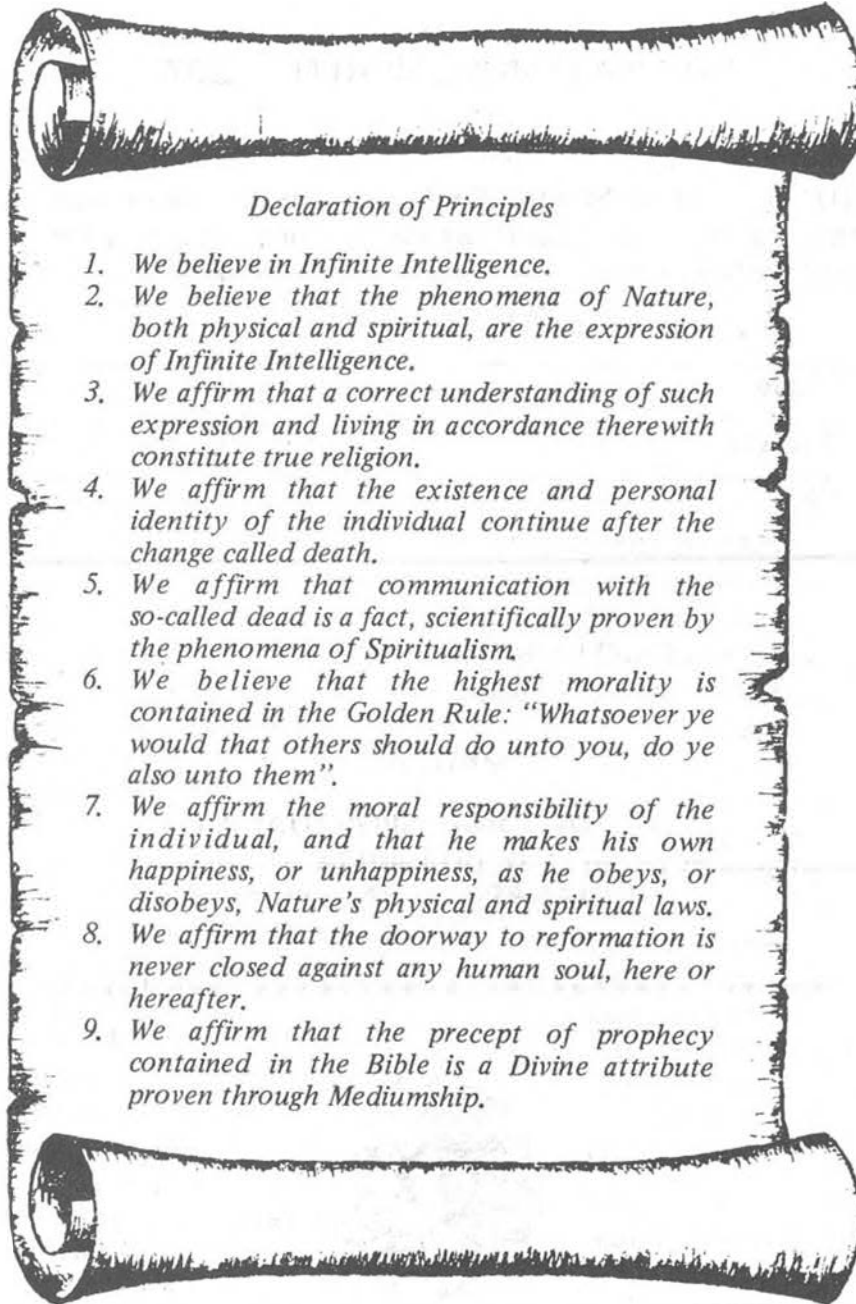 Declaration of Principles
1. We believe in Infinite Intelligence.
2. We believe that the phenomena of Nature,
both physical and spiritual, are the expression
of Infinite Intelligence.
3. We affirm that a correct understanding of such
expression and living in accordance therewith
constitute true religion.
4. We affirm that the existence and personal
identity of the individual continue after the
change called death.
5. We affirm that communication with the
so-called dead is a fact, scientifically proven by
the phenomena of Spiritualism.
6. We believe that the highest morality is
contained in the Golden Rule: "Whatsoever ye
would that others should do unto you, do ye
also unto them".
7. We affirm the moral responsibility of the
individual, and that he makes his own
happiness, or unhappiness, as he obeys, or
disobeys, Nature's physical and spiritual laws.
8. We affirm that the doorway to reformation is
never closed against any human soul, here or
hereafter.
9. We affirm that the precept of prophecy
contained in the Bible is a Divine attribute
proven through Mediumship.